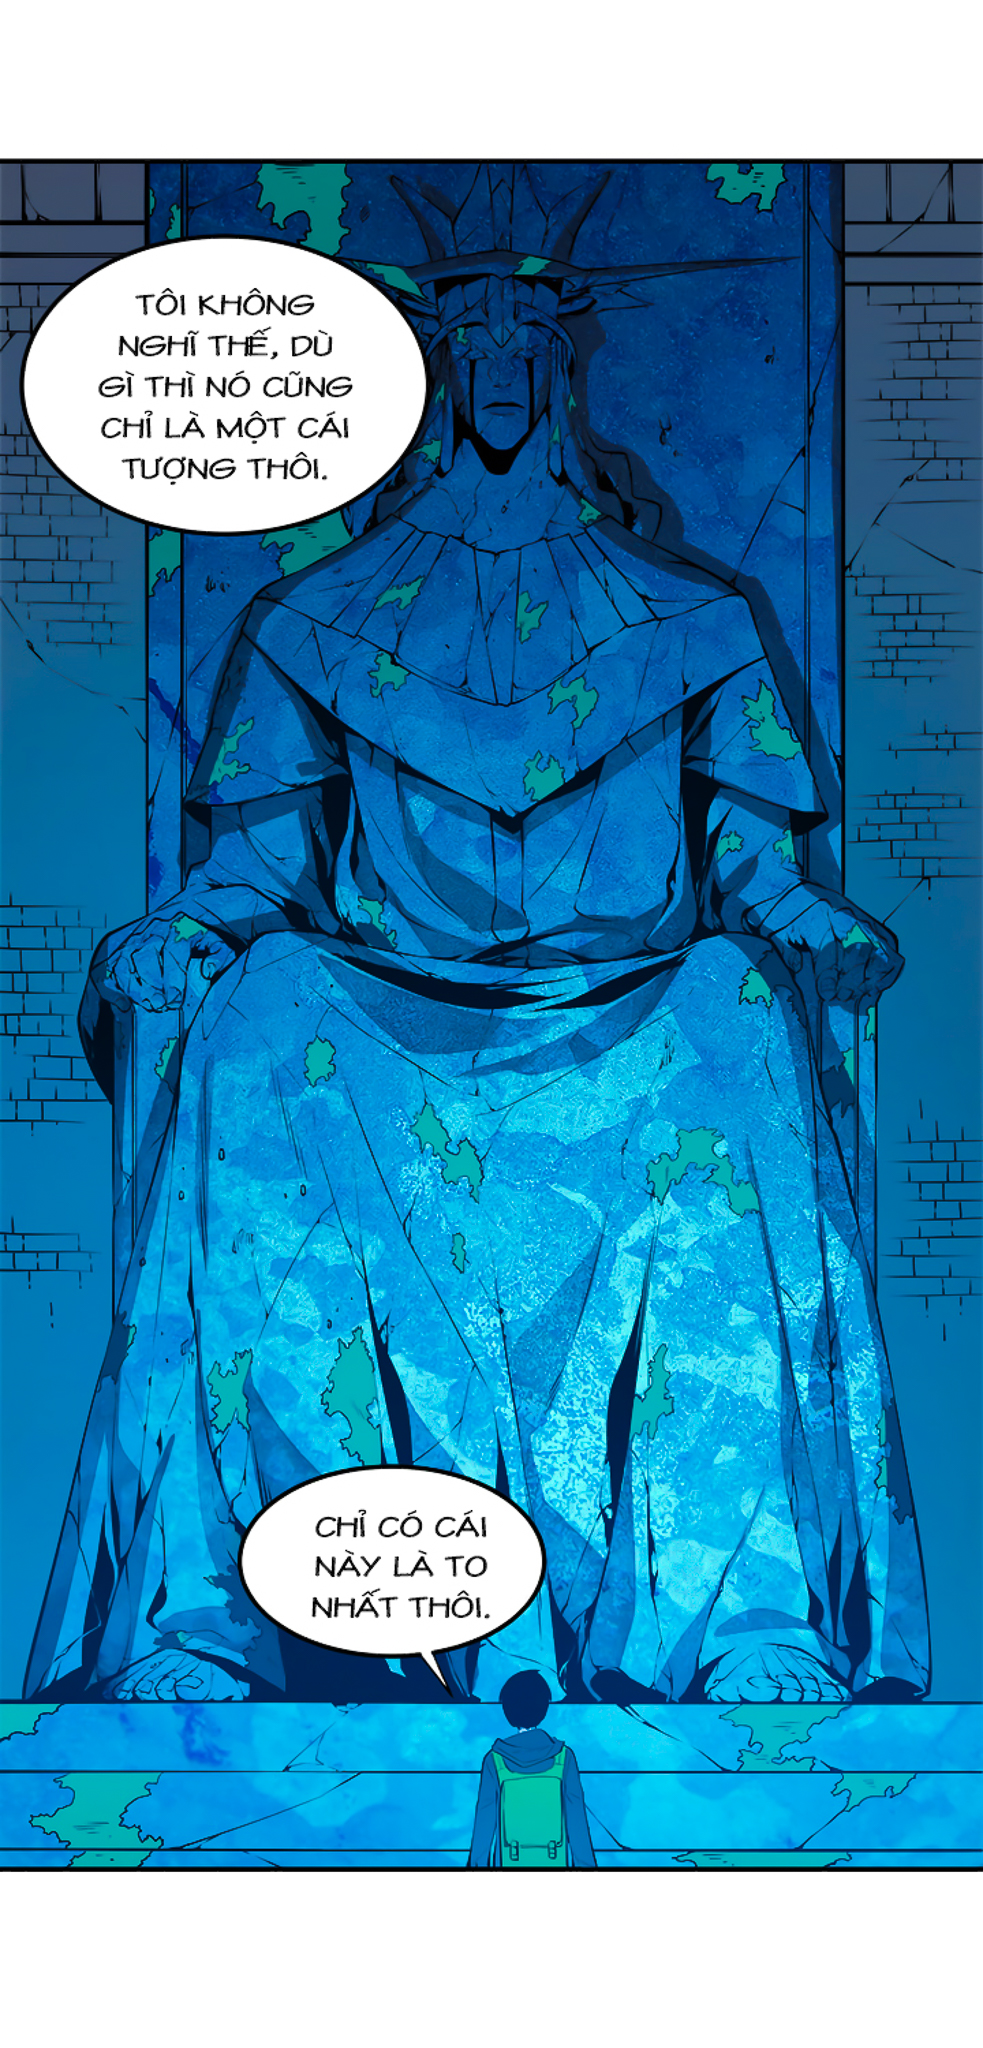 TÔI KHÔNG
NGHĨ THẾ, DÙ
GÌ THÌ NÓ CŨNG
CHỈ LÀ MỘT CÁI
TƯỢNG THÔI.
CHỈ CÓ CÁI
NÀY LÀ TO
NHẤT THÔI.